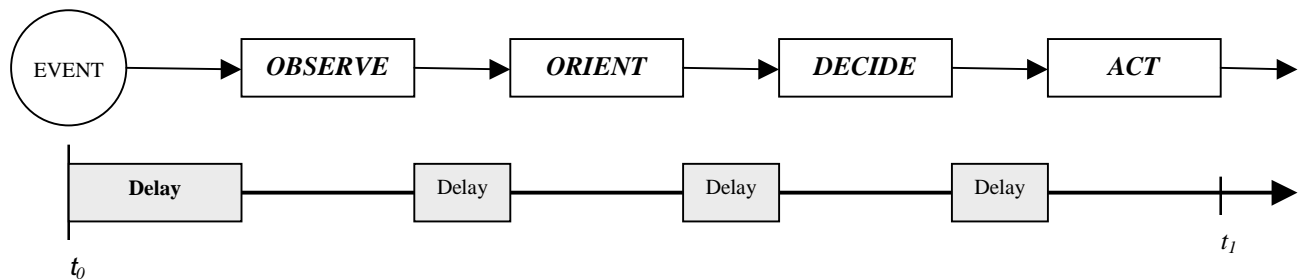 EVENT
OBSERVE
ORIENT
DECIDE
ACT
Delay
Delay
Delay
Delay
t0
t1